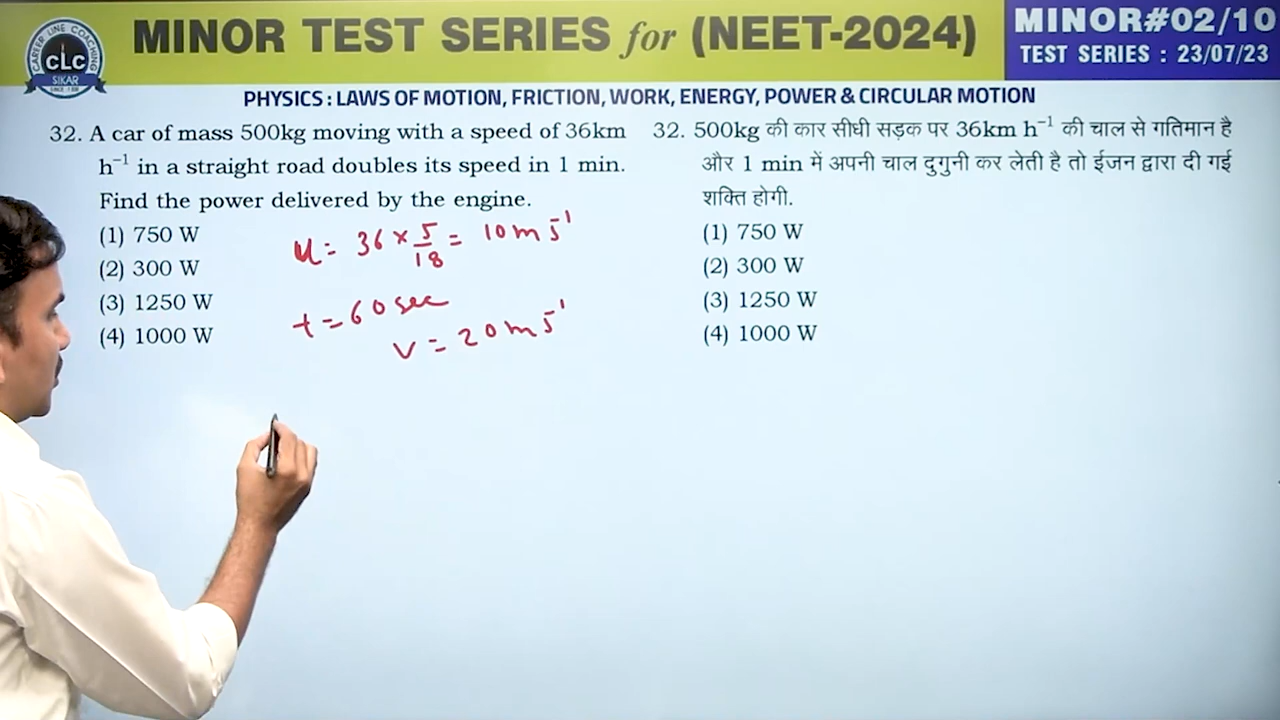 CAREER LINE COACHING
CLC
SIKAR
SINCE : 1996
MINOR TEST SERIES for (NEET-2024)
MINOR#02/10
TEST SERIES : 23/07/23
PHYSICS : LAWS OF MOTION, FRICTION, WORK, ENERGY, POWER & CIRCULAR MOTION
32. A car of mass 500kg moving with a speed of 36km
h⁻¹ in a straight road doubles its speed in 1 min.
Find the power delivered by the engine.
(1) 750 W
(2) 300 W
(3) 1250 W
(4) 1000 W
u = 36 × 5/18 = 10 m s⁻¹
t = 60 sec
v = 20 m s⁻¹
32. 500kg की कार सीधी सड़क पर 36km h⁻¹ की चाल से गतिमान है
और 1 min में अपनी चाल दुगुनी कर लेती है तो ईजन द्वारा दी गई
शक्ति होगी.
(1) 750 W
(2) 300 W
(3) 1250 W
(4) 1000 W